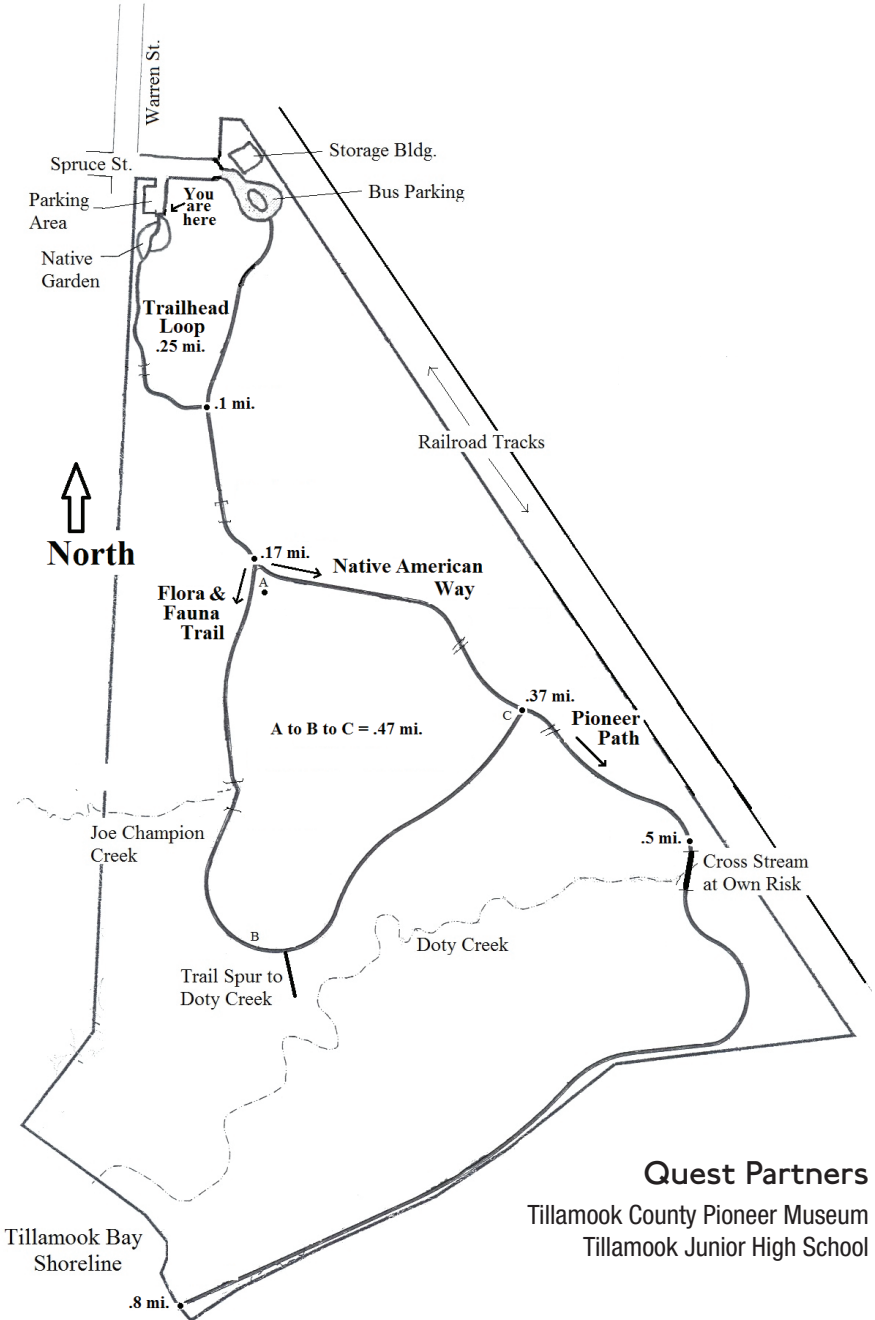 Warren St.
Spruce St.
Storage Bldg.
Bus Parking
Parking
Area
You
are
here
Native
Garden
Trailhead
Loop
.25 mi.
.1 mi.
Railroad Tracks
North
.17 mi.
Native American
Way
A
Flora &
Fauna
Trail
.37 mi.
C
Pioneer
Path
A to B to C = .47 mi.
Joe Champion
Creek
.5 mi.
Cross Stream
at Own Risk
B
Doty Creek
Trail Spur to
Doty Creek
Quest Partners
Tillamook County Pioneer Museum
Tillamook Junior High School
Tillamook Bay
Shoreline
.8 mi.